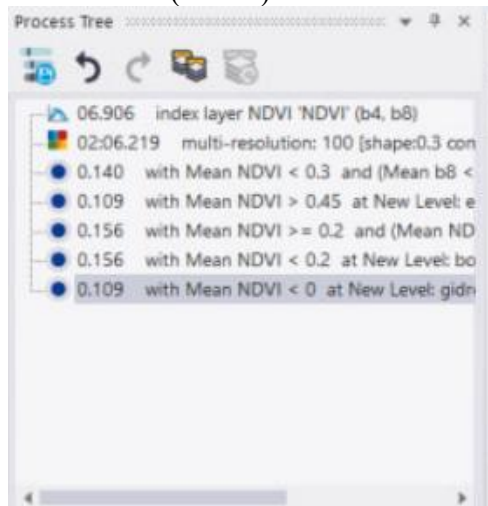 Process Tree
06.906 index layer NDVI 'NDVI' (b4, b8)
02:06.219 multi-resolution: 100 [shape:0.3 con
0.140 with Mean NDVI < 0.3 and (Mean b8 <
0.109 with Mean NDVI > 0.45 at New Level: e
0.156 with Mean NDVI >= 0.2 and (Mean ND
0.156 with Mean NDVI < 0.2 at New Level: bo
0.109 with Mean NDVI < 0 at New Level: gidr